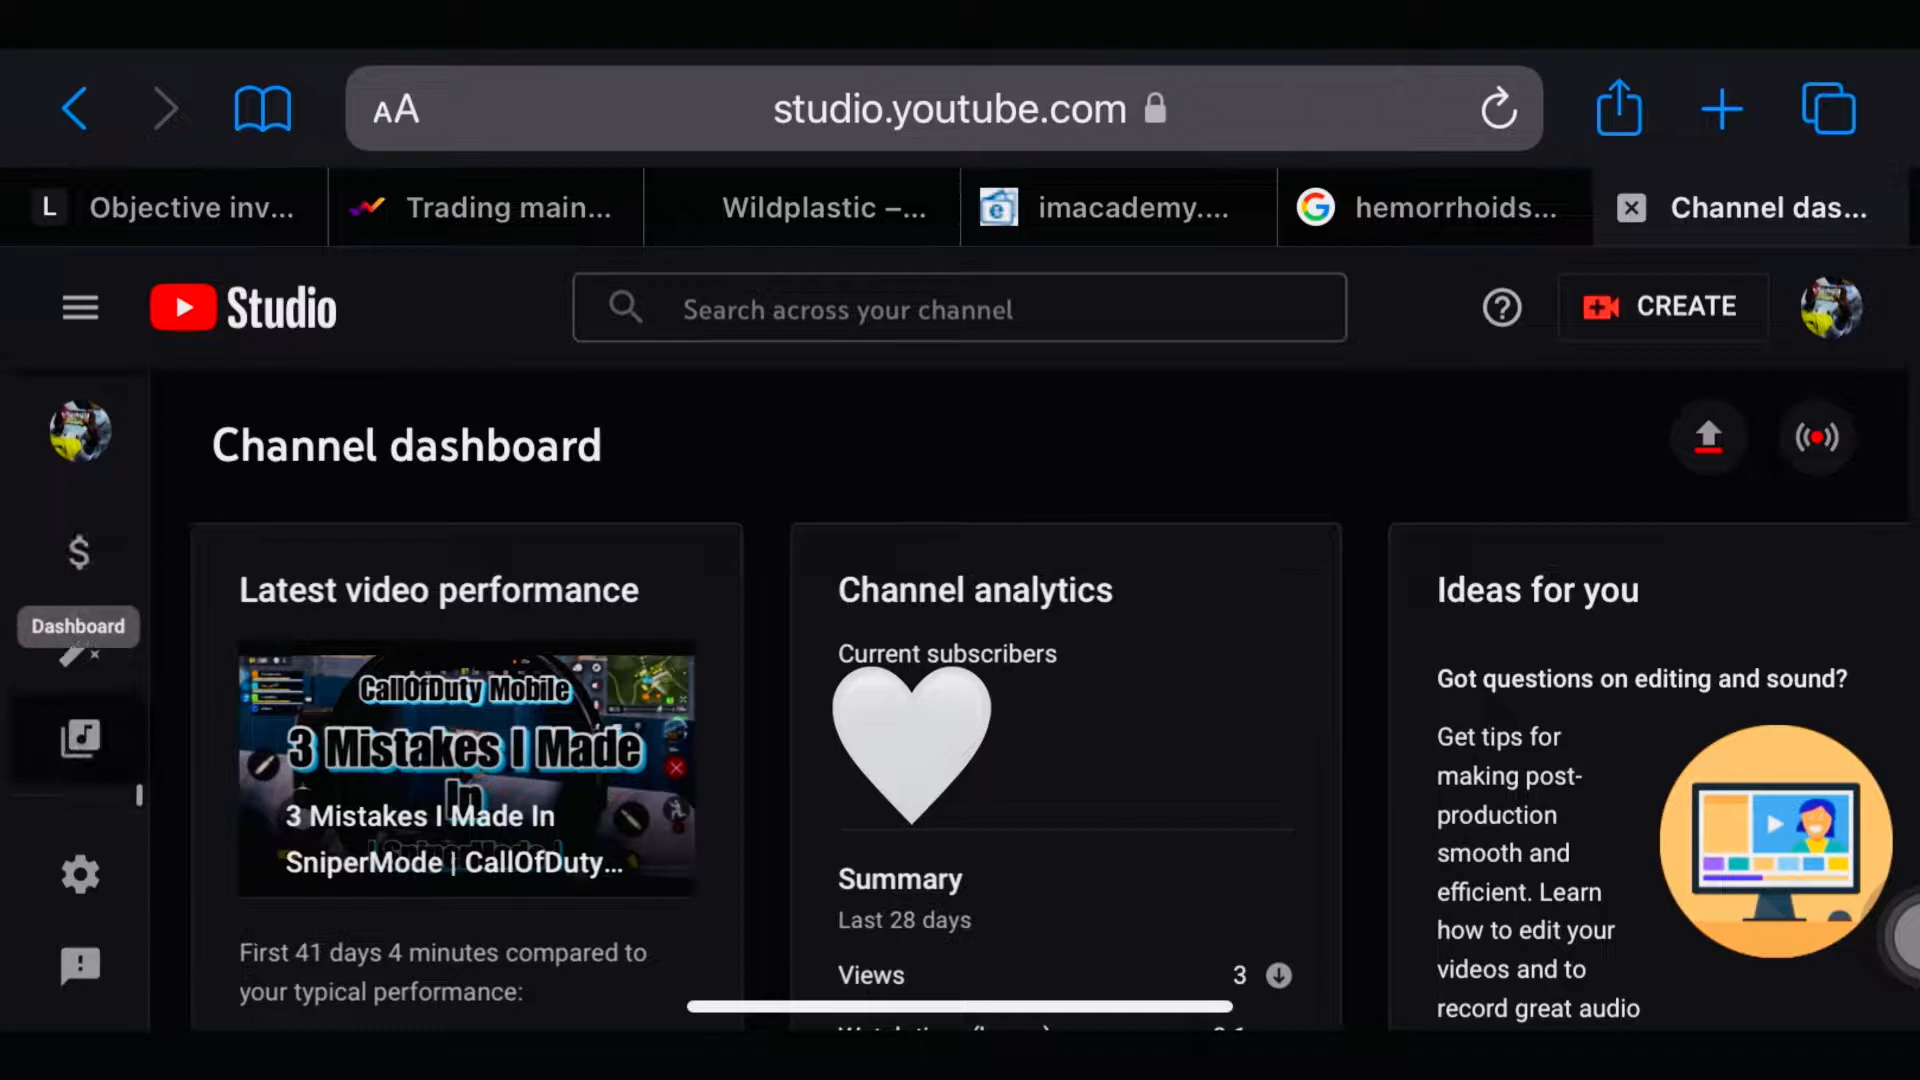 AA
studio.youtube.com
L
Objective inv...
Trading main...
Wildplastic –...
imacademy....
hemorrhoids...
Channel das...
Studio
Search across your channel
CREATE
Channel dashboard
Dashboard
Latest video performance
CallOfDuty Mobile
3 Mistakes I Made
In
3 Mistakes I Made In
SniperMode | CallOfDuty...
First 41 days 4 minutes compared to
your typical performance:
Channel analytics
Current subscribers
Summary
Last 28 days
Views
3
Ideas for you
Got questions on editing and sound?
Get tips for
making post-
production
smooth and
efficient. Learn
how to edit your
videos and to
record great audio